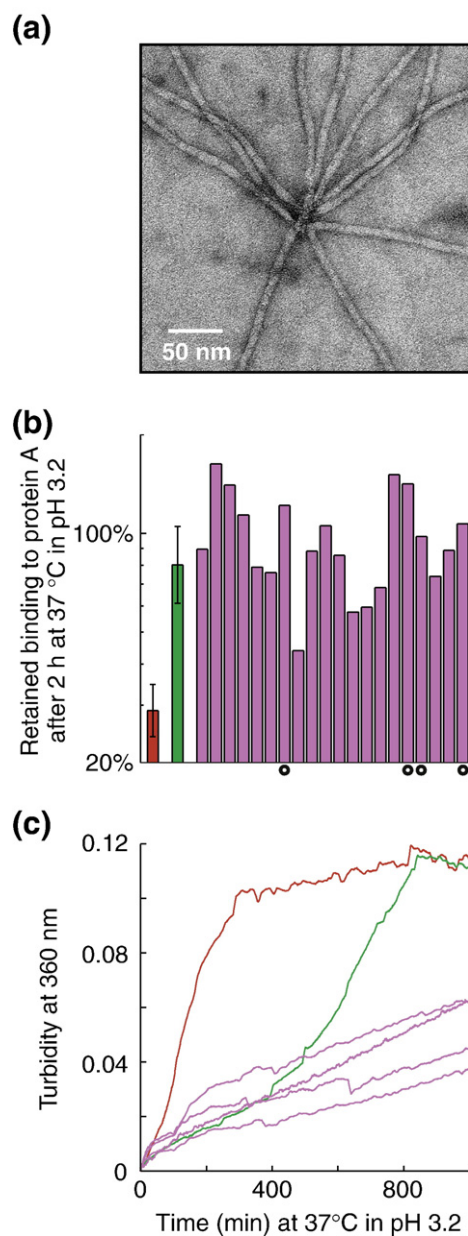 (a)
50 nm
(b)
Retained binding to protein A
after 2 h at 37 °C in pH 3.2
100%
20%
(c)
Turbidity at 360 nm
0.12
0.08
0.04
0
0 400 800
Time (min) at 37°C in pH 3.2